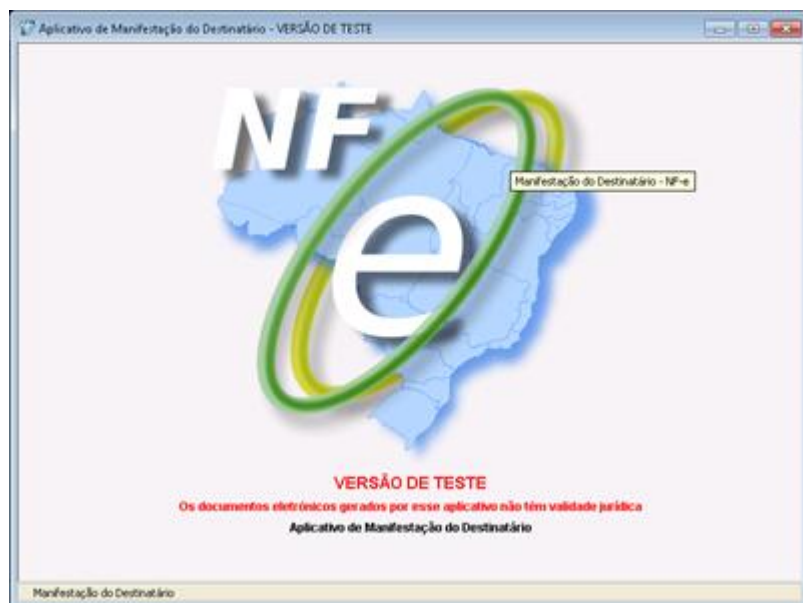 Aplicativo de Manifestação do Destinatário - VERSÃO DE TESTE
NF
e
Manifestação do Destinatário - NF-e
VERSÃO DE TESTE
Os documentos eletrônicos gerados por esse aplicativo não têm validade jurídica
Aplicativo de Manifestação do Destinatário
Manifestação do Destinatário